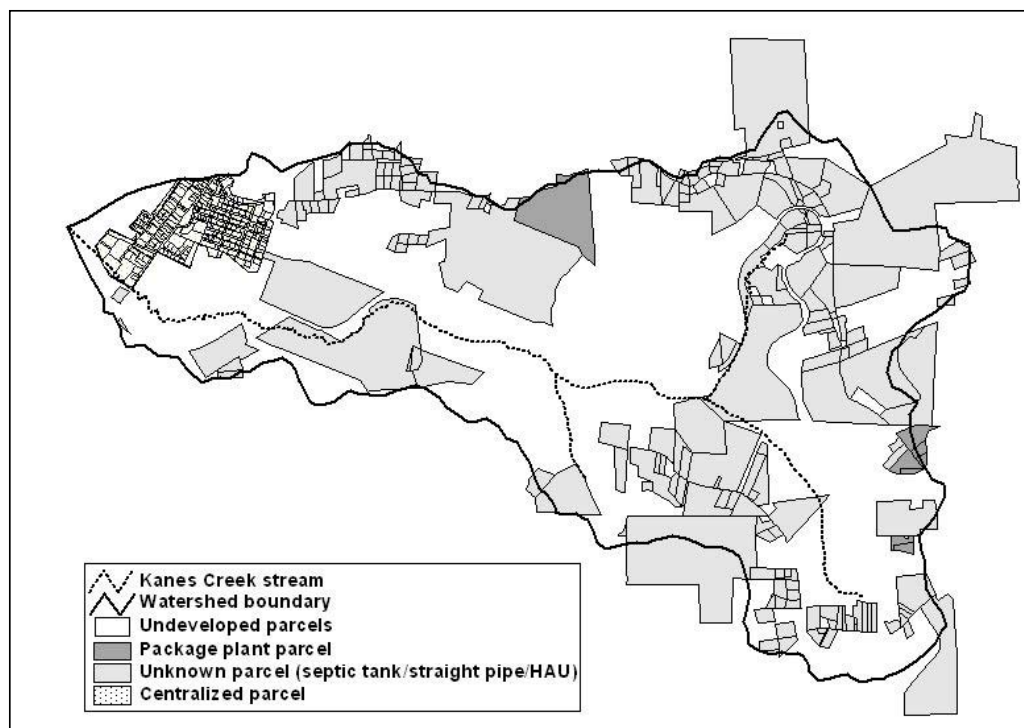 Kanes Creek stream
Watershed boundary
Undeveloped parcels
Package plant parcel
Unknown parcel (septic tank/straight pipe/HAU)
Centralized parcel